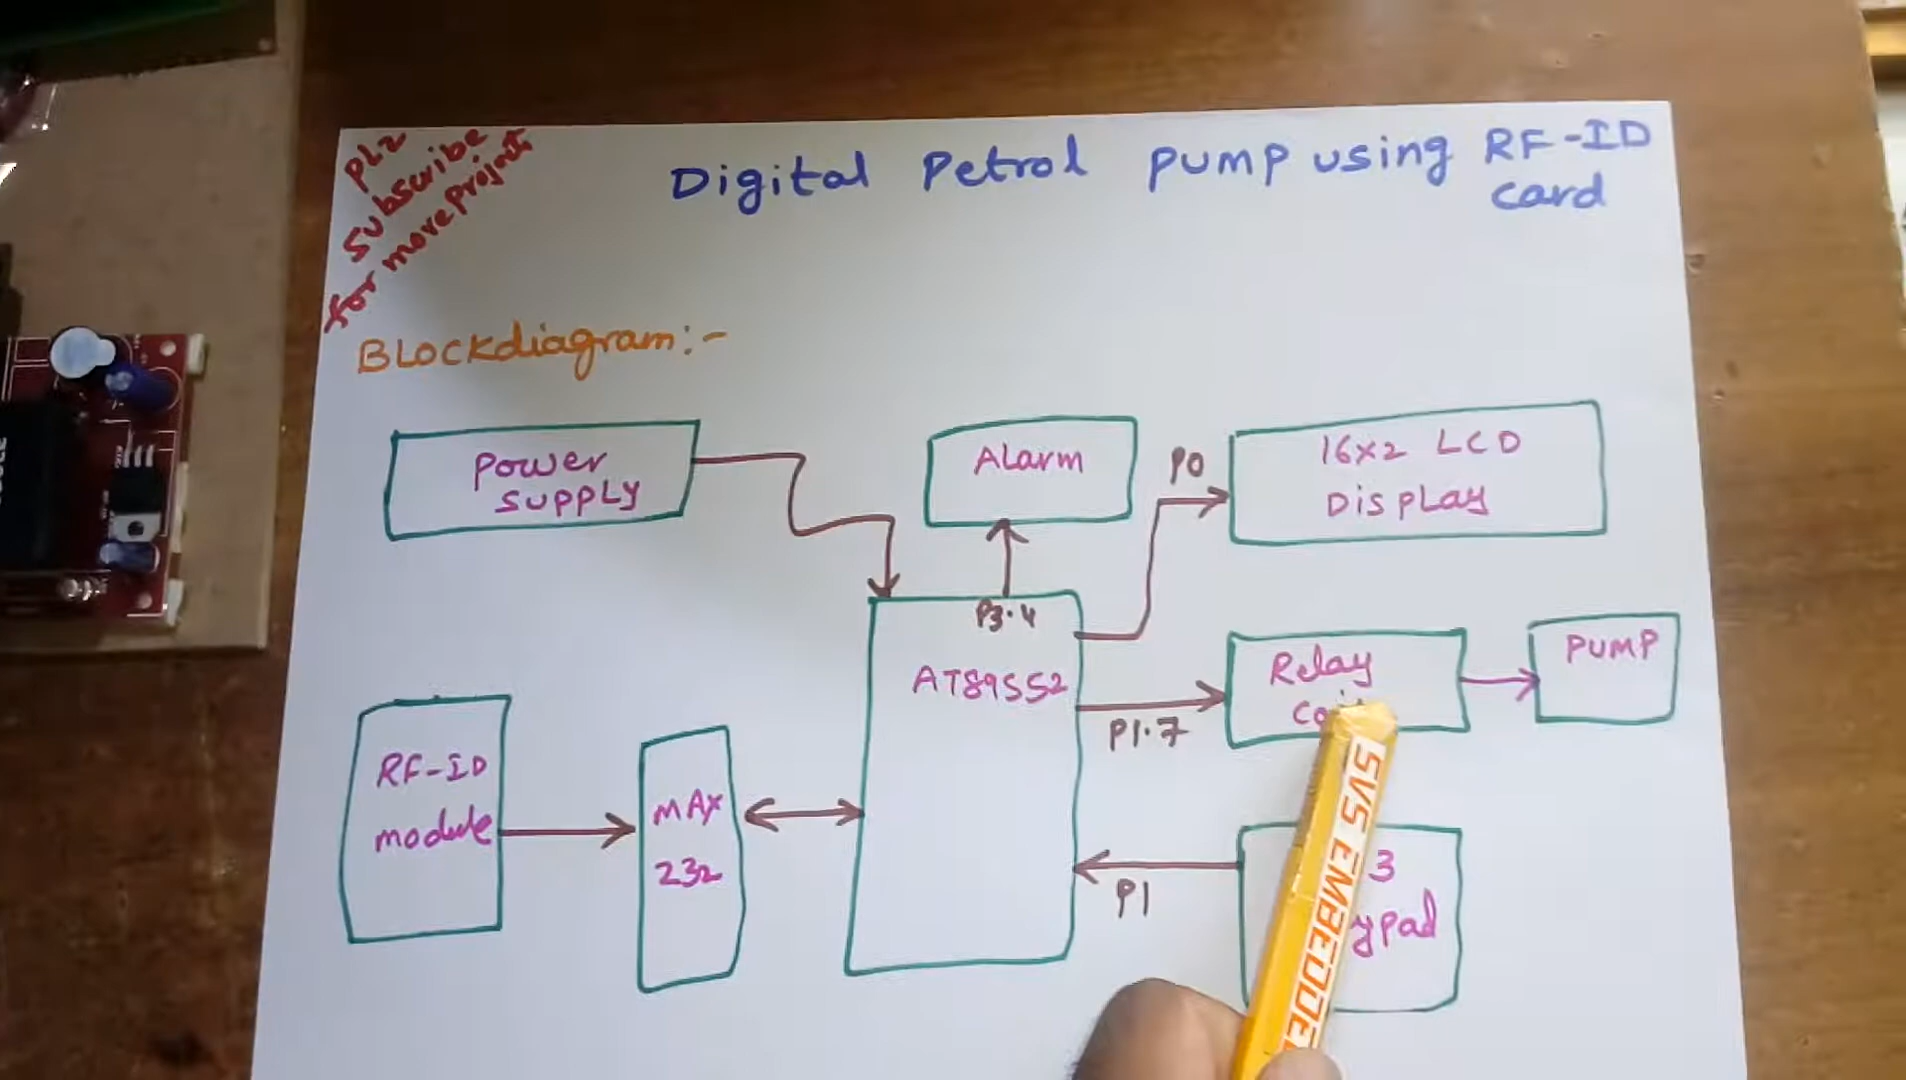 plz
subscribe
for more projects
Digital Petrol Pump using RF-ID
card
Blockdiagram:-
Power
supply
Alarm
P0
16x2 LCD
Display
P3.4
AT89S52
P1.7
Relay
Pump
RF-ID
module
MAX
232
P1
3
SVS EMBEDDE